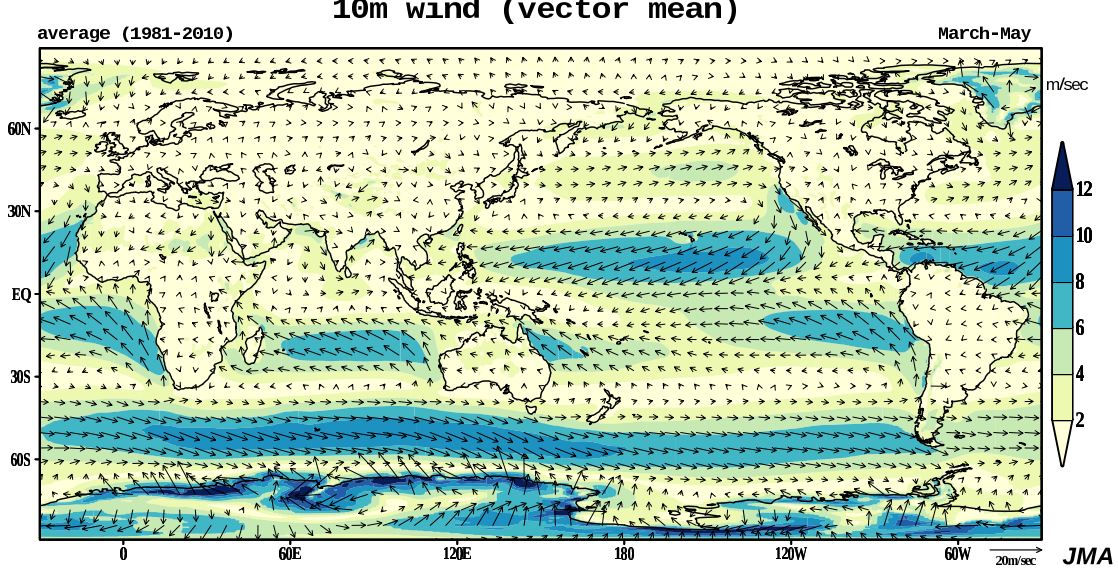 10m wind (vector mean)
average (1981-2010) March-May
m/sec
12
10
8
6
4
2
60N
30N
EQ
30S
60S
0 60E 120E 180 120W 60W
20m/sec
JMA